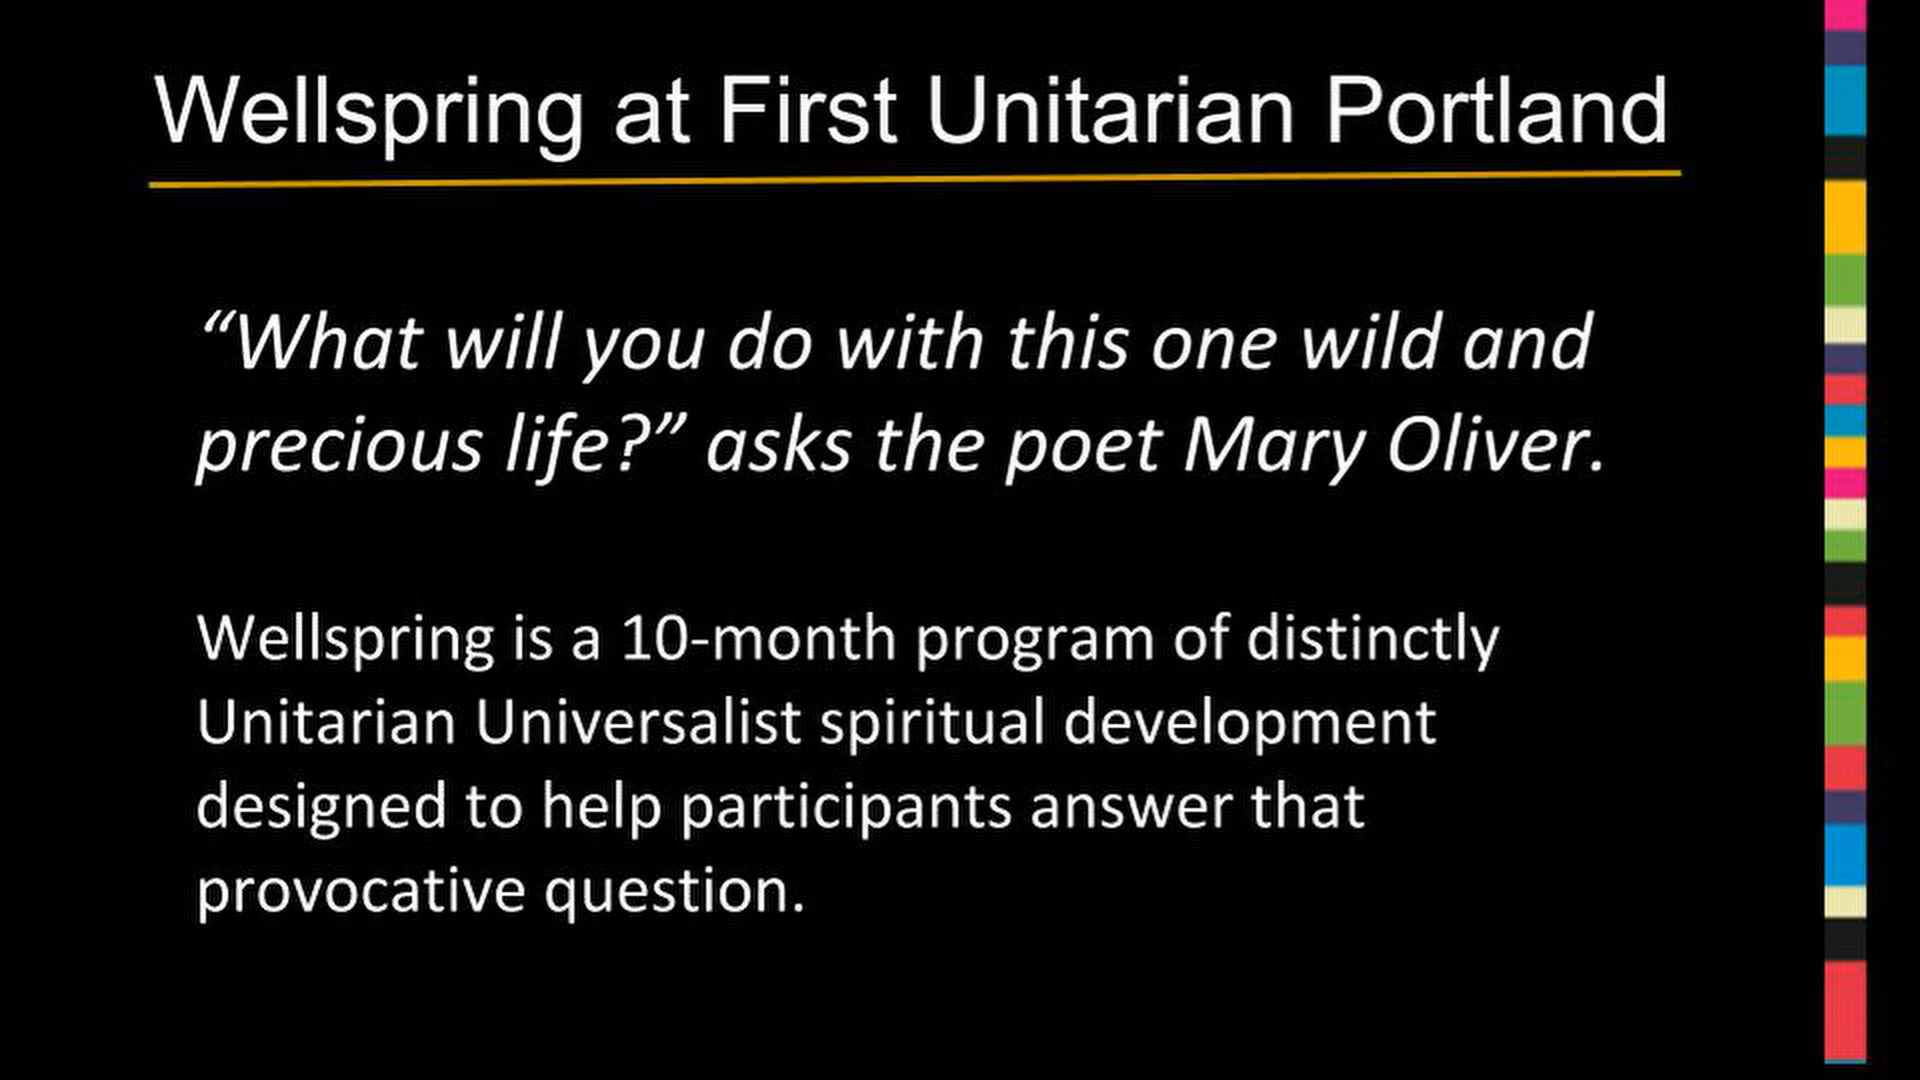 Wellspring at First Unitarian Portland
“What will you do with this one wild and
precious life?” asks the poet Mary Oliver.
Wellspring is a 10-month program of distinctly
Unitarian Universalist spiritual development
designed to help participants answer that
provocative question.